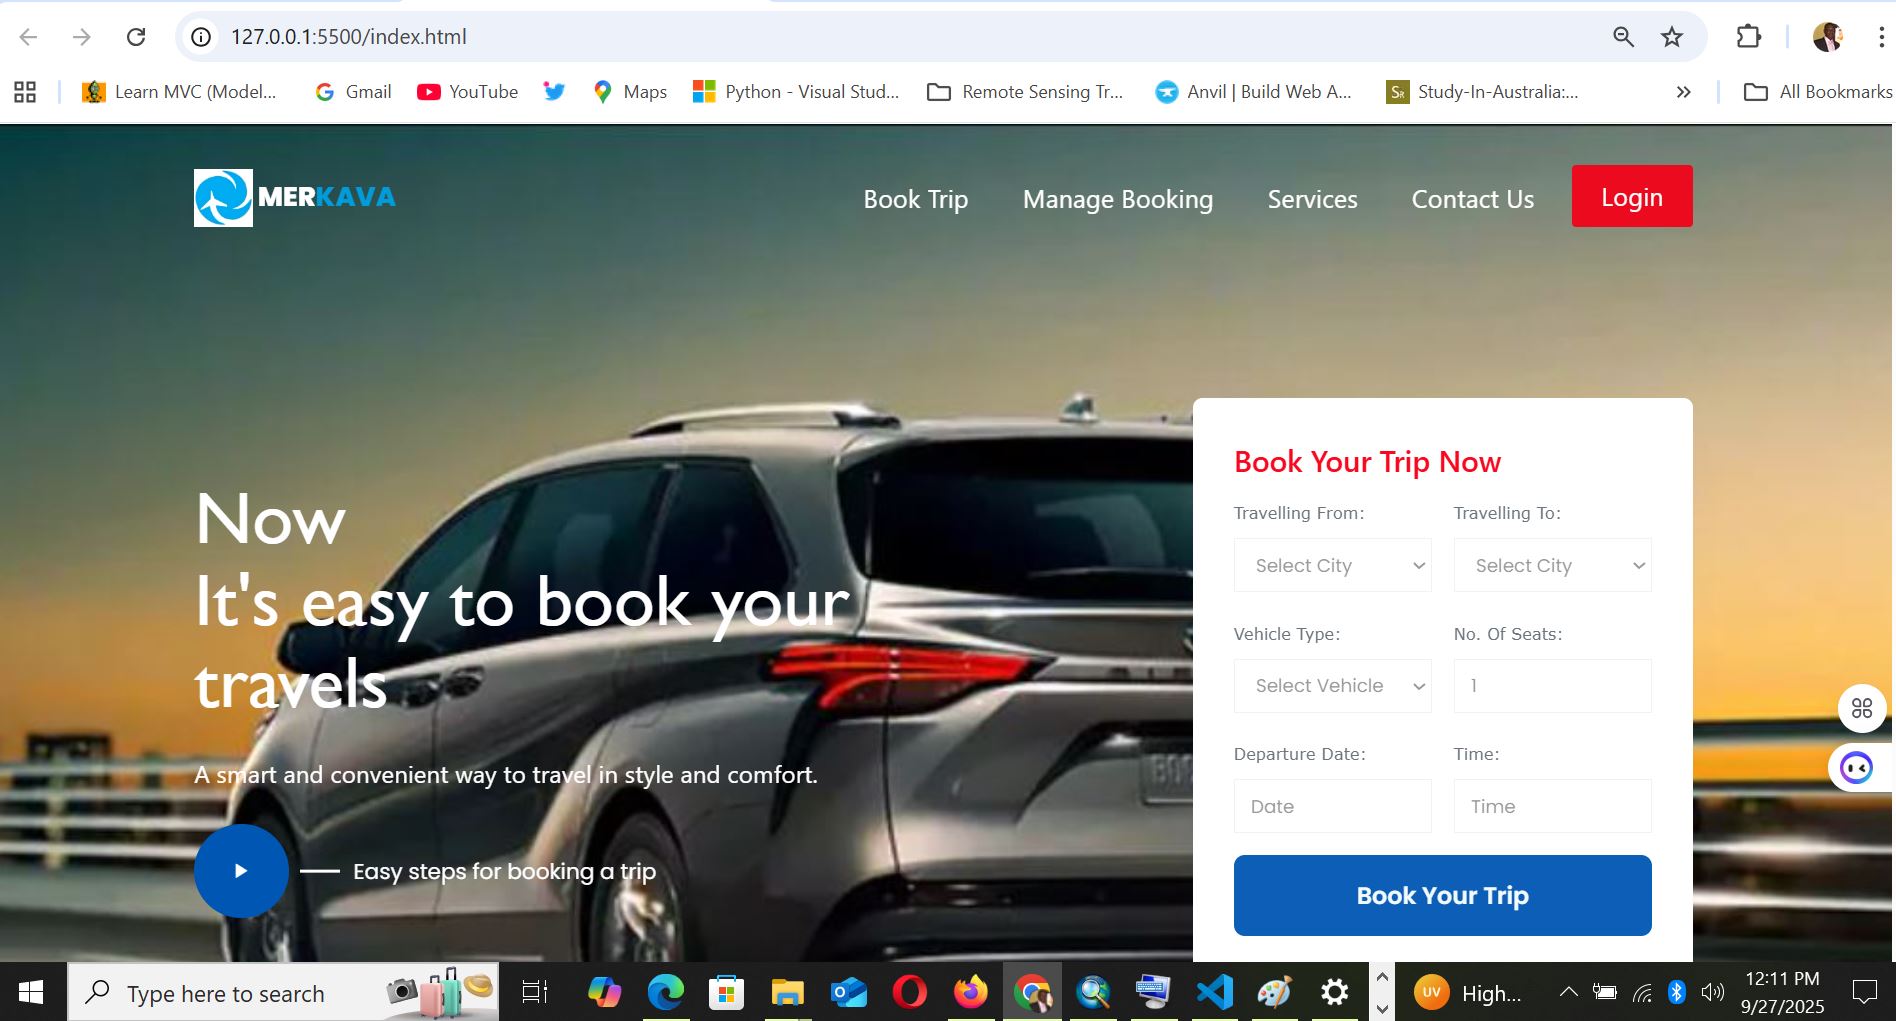 127.0.0.1:5500/index.html
Learn MVC (Model...
Gmail
YouTube
Maps
Python - Visual Stud...
Remote Sensing Tr...
Anvil | Build Web A...
Study-In-Australia:...
All Bookmarks
MERKAVA
Book Trip
Manage Booking
Services
Contact Us
Login
Now
It's easy to book your
travels
A smart and convenient way to travel in style and comfort.
Easy steps for booking a trip
Book Your Trip Now
Travelling From:
Travelling To:
Select City
Select City
Vehicle Type:
No. Of Seats:
Select Vehicle
1
Departure Date:
Time:
Date
Time
Book Your Trip
Type here to search
UV
High...
12:11 PM
9/27/2025